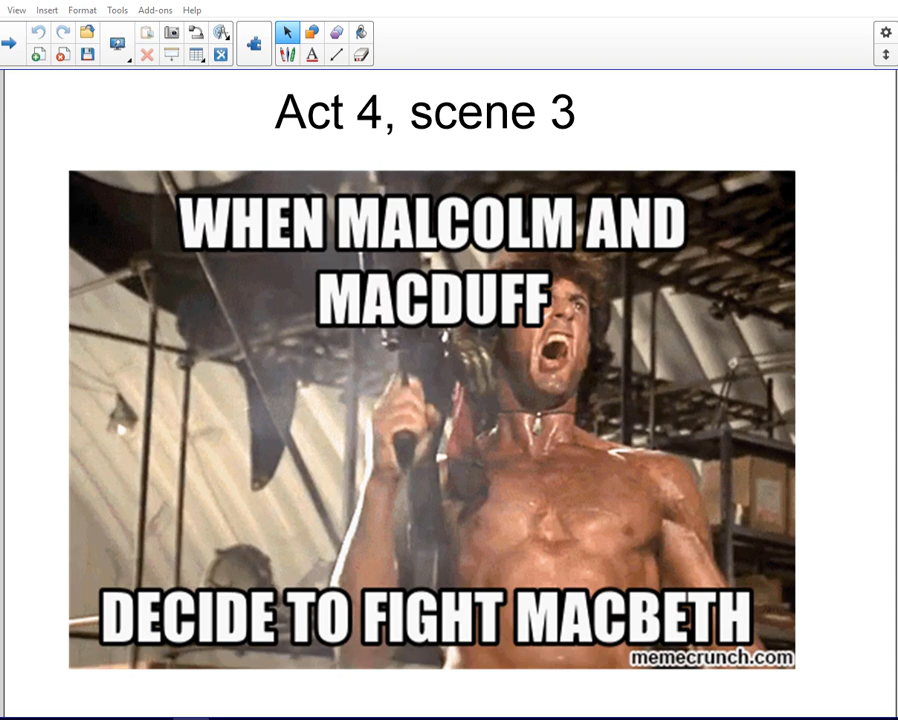 View Insert Format Tools Add-ons Help
Act 4, scene 3
WHEN MALCOLM AND
MACDUFF
DECIDE TO FIGHT MACBETH
memecrunch.com